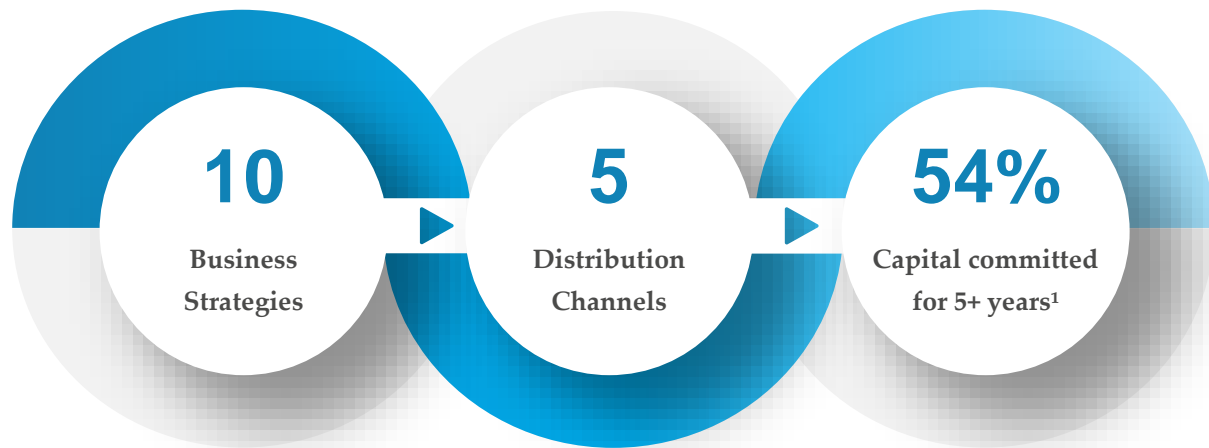 10
Business
Strategies
5
Distribution
Channels
54%
Capital committed
for 5+ years¹